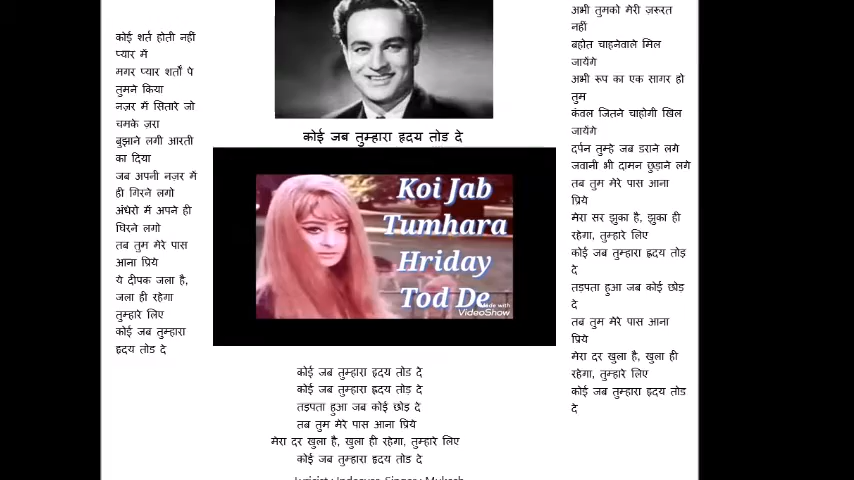 कोई जब तुम्हारा हृदय तोड दे
Koi Jab
Tumhara
Hriday
Tod De
Made with
VideoShow
कोई जब तुम्हारा हृदय तोड दे
कोई जब तुम्हारा हृदय तोड दे
तड़पता हुआ जब कोई छोड़ दे
तब तुम मेरे पास आना प्रिये
मेरा दर खुला है, खुला ही रहेगा, तुम्हारे लिए
कोई जब तुम्हारा हृदय तोड दे
Lyricist : Indeevar, Singer : Mukesh
कोई शर्त होती नहीं
प्यार में
मगर प्यार शर्तों पे
तुमने किया
नज़र में सितारे जो
चमके ज़रा
बुझाने लगी आरती
का दिया
जब अपनी नज़र में
ही गिरने लगो
अंधेरो में अपने ही
घिरने लगो
तब तुम मेरे पास
आना प्रिये
ये दीपक जला है,
जला ही रहेगा
तुम्हारे लिए
कोई जब तुम्हारा
हृदय तोड दे
अभी तुमको मेरी ज़रूरत
नहीं
बहोत चाहनेवाले मिल
जायेंगे
अभी रूप का एक सागर हो
तुम
कंवल जितने चाहोगी खिल
जायेंगे
दर्पन तुम्हे जब डराने लगे
जवानी भी दामन छुड़ाने लगे
तब तुम मेरे पास आना
प्रिये
मेरा सर झुका है, झुका ही
रहेगा, तुम्हारे लिए
कोई जब तुम्हारा हृदय तोड़
दे
तड़पता हुआ जब कोई छोड़
दे
तब तुम मेरे पास आना
प्रिये
मेरा दर खुला है, खुला ही
रहेगा, तुम्हारे लिए
कोई जब तुम्हारा हृदय तोड
दे